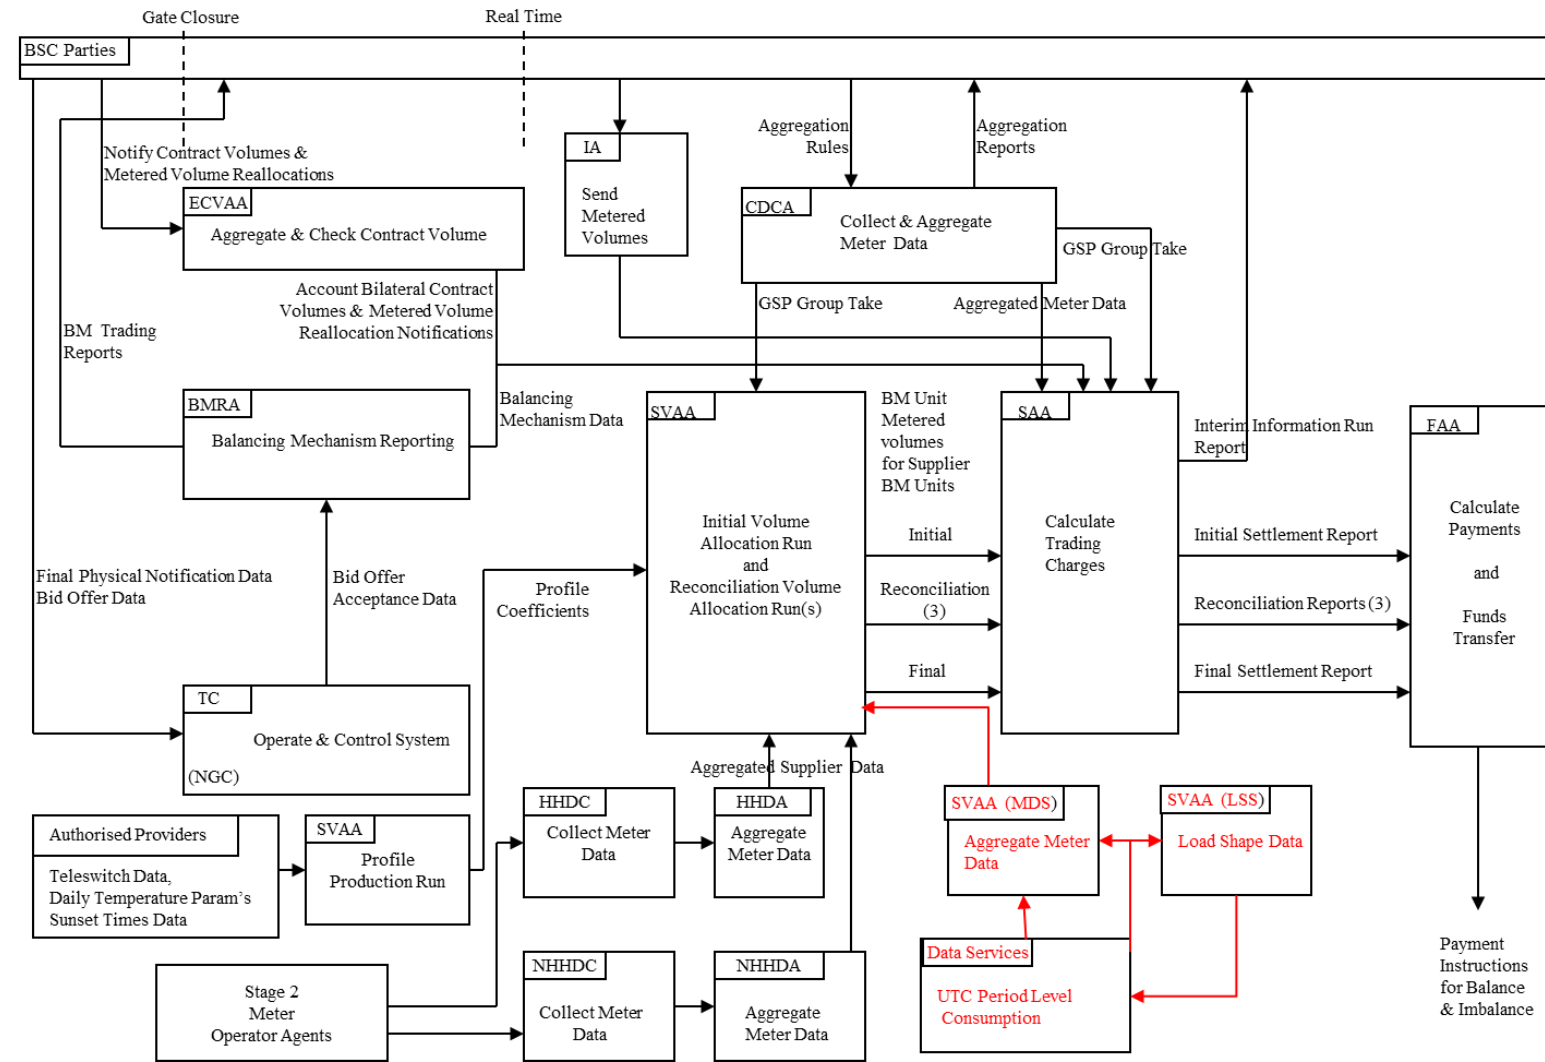 Gate Closure
Real Time
BSC Parties
Notify Contract Volumes &
Metered Volume Reallocations
IA
Send
Metered
Volumes
Aggregation
Rules
Aggregation
Reports
ECVAA
Aggregate & Check Contract Volume
CDCA
Collect & Aggregate
Meter Data
GSP Group Take
Account Bilateral Contract
Volumes & Metered Volume
Reallocation Notifications
GSP Group Take
Aggregated Meter Data
BM Trading
Reports
BMRA
Balancing Mechanism Reporting
Balancing
Mechanism Data
SVAA
Initial Volume
Allocation Run
and
Reconciliation Volume
Allocation Run(s)
BM Unit
Metered
volumes
for Supplier
BM Units
Initial
Reconciliation
(3)
Final
SAA
Calculate
Trading
Charges
Interim Information Run
Report
Initial Settlement Report
Reconciliation Reports (3)
Final Settlement Report
FAA
Calculate
Payments
and
Funds
Transfer
Final Physical Notification Data
Bid Offer Data
Bid Offer
Acceptance Data
Profile
Coefficients
TC
Operate & Control System
(NGC)
Aggregated Supplier Data
Authorised Providers
Teleswitch Data,
Daily Temperature Param's
Sunset Times Data
SVAA
Profile
Production Run
HHDC
Collect Meter
Data
HHDA
Aggregate
Meter Data
SVAA (MDS)
Aggregate Meter
Data
SVAA (LSS)
Load Shape Data
Stage 2
Meter
Operator Agents
NHHDC
Collect Meter
Data
NHHDA
Aggregate
Meter Data
Data Services
UTC Period Level
Consumption
Payment
Instructions
for Balance
& Imbalance